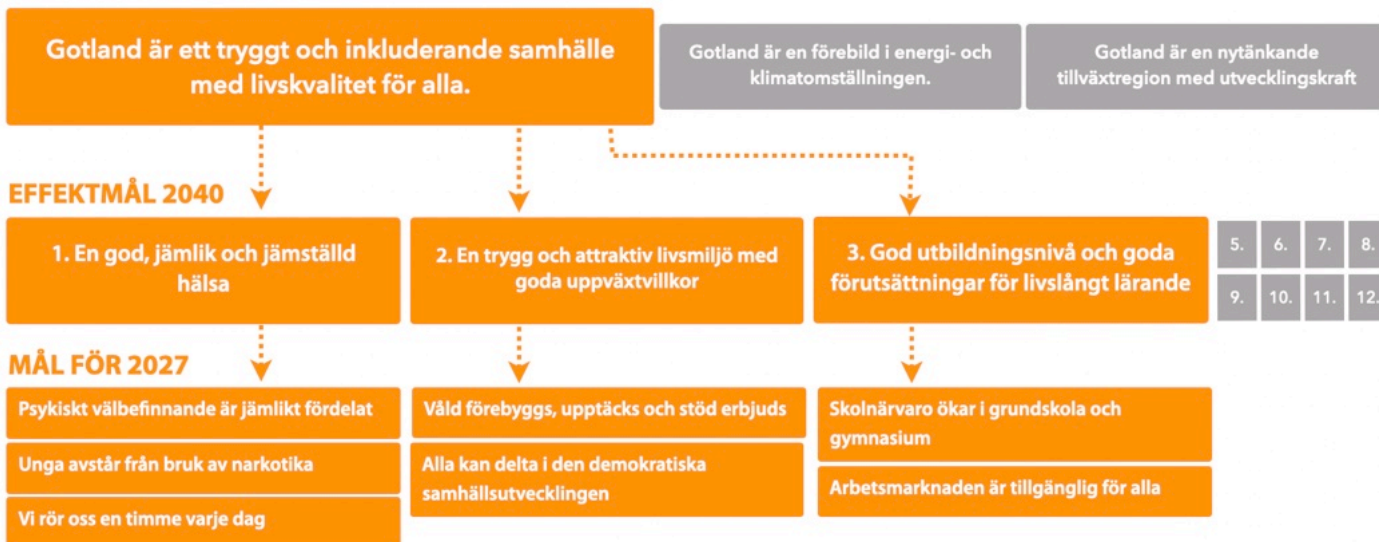 Gotland är ett tryggt och inkluderande samhälle
med livskvalitet för alla.
Gotland är en förebild i energi- och
klimatomställningen.
Gotland är en nytänkande
tillväxtregion med utvecklingskraft
EFFEKTMÅL 2040
1. En god, jämlik och jämställd
hälsa
2. En trygg och attraktiv livsmiljö med
goda uppväxtvillkor
3. God utbildningsnivå och goda
förutsättningar för livslångt lärande
5. 6. 7. 8.
9. 10. 11. 12.
MÅL FÖR 2027
Psykiskt välbefinnande är jämlikt fördelat
Unga avstår från bruk av narkotika
Vi rör oss en timme varje dag
Våld förebyggs, upptäcks och stöd erbjuds
Alla kan delta i den demokratiska
samhällsutvecklingen
Skolnärvaro ökar i grundskola och
gymnasium
Arbetsmarknaden är tillgänglig för alla